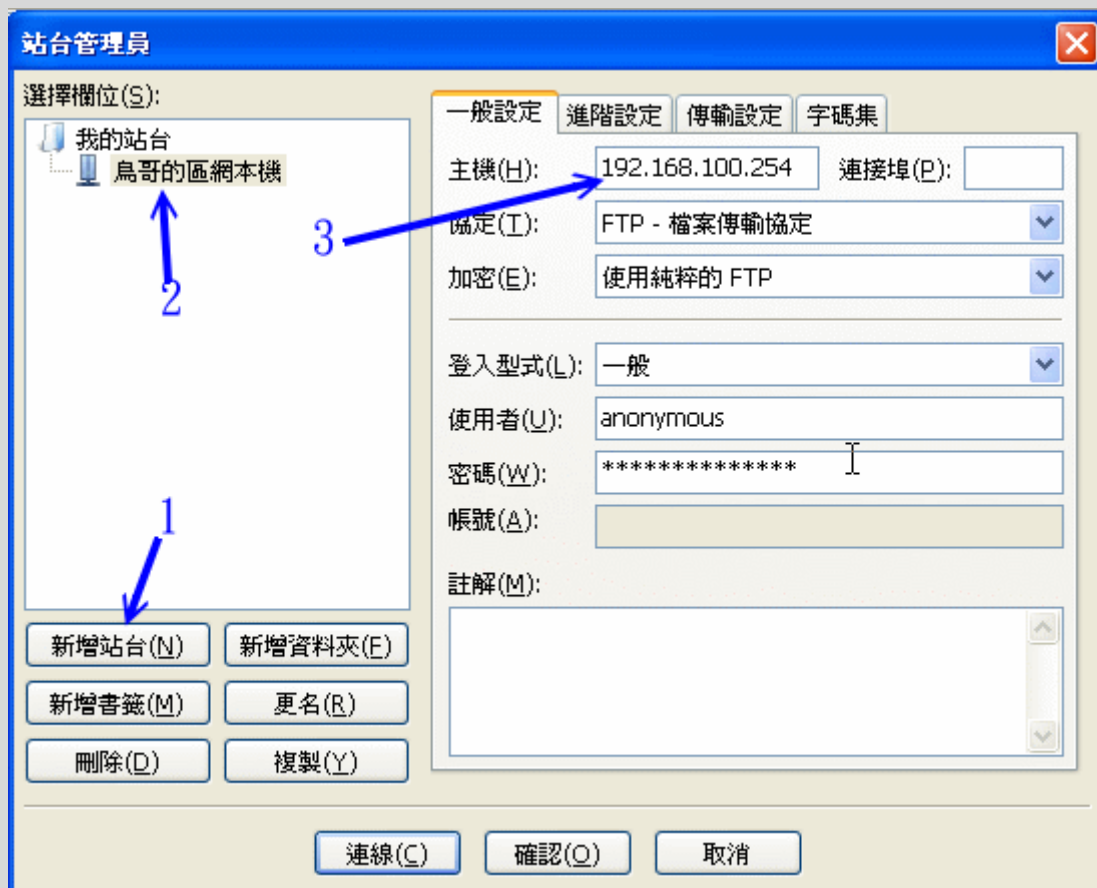 站台管理員
選擇欄位(S):
我的站台
鳥哥的區網本機
2
1
新增站台(N) 新增資料夾(F)
新增書籤(M) 更名(R)
刪除(D) 複製(Y)
一般設定 進階設定 傳輸設定 字碼集
主機(H): 192.168.100.254 連接埠(P):
3
協定(T): FTP - 檔案傳輸協定
加密(E): 使用純粹的 FTP
登入型式(L): 一般
使用者(U): anonymous
密碼(W): **************
帳號(A):
註解(M):
連線(C) 確認(O) 取消